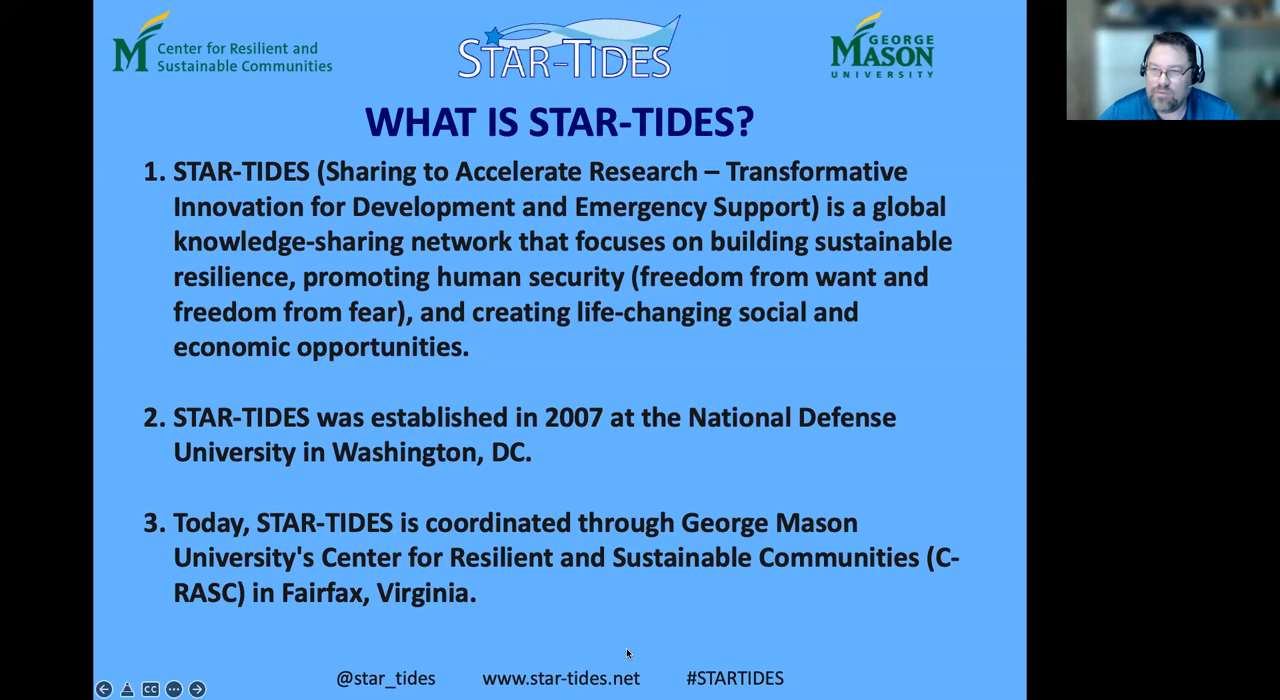 Center for Resilient and
Sustainable Communities
STAR-TIDES
GEORGE
MASON
UNIVERSITY
WHAT IS STAR-TIDES?
1. STAR-TIDES (Sharing to Accelerate Research – Transformative
Innovation for Development and Emergency Support) is a global
knowledge-sharing network that focuses on building sustainable
resilience, promoting human security (freedom from want and
freedom from fear), and creating life-changing social and
economic opportunities.
2. STAR-TIDES was established in 2007 at the National Defense
University in Washington, DC.
3. Today, STAR-TIDES is coordinated through George Mason
University's Center for Resilient and Sustainable Communities (C-
RASC) in Fairfax, Virginia.
@star_tides www.star-tides.net #STARTIDES
CC